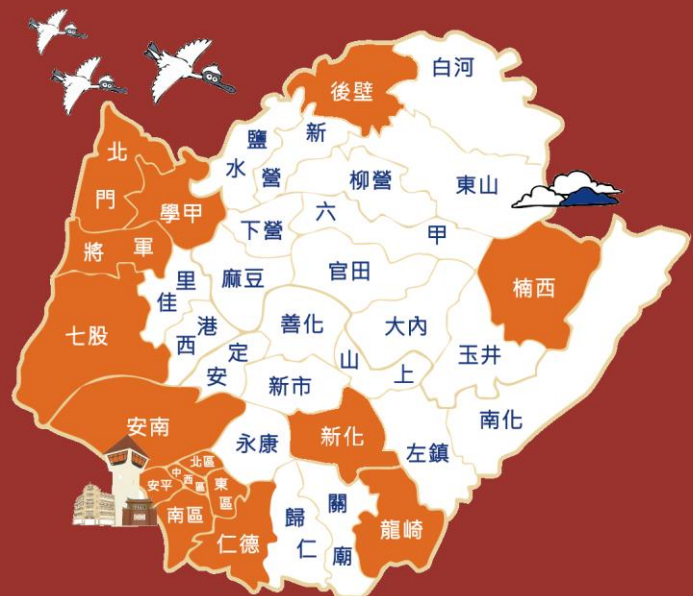 白河
後壁
新營
鹽水
北門
柳營
東山
學甲
六甲
下營
將軍
官田
麻豆
佳里
楠西
七股
西港
善化
大內
玉井
安定
山上
新市
安南
南化
新化
永康
左鎮
北區
中西區
安平
東區
南區
仁德
歸仁
關廟
龍崎